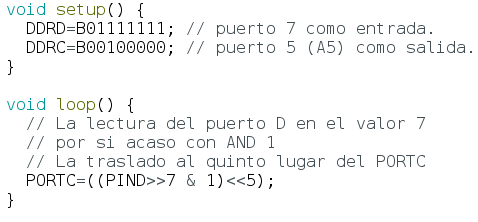 void setup() {
  DDRD=B01111111; // puerto 7 como entrada.
  DDRC=B00100000; // puerto 5 (A5) como salida.
}
void loop() {
  // La lectura del puerto D en el valor 7
  // por si acaso con AND 1
  // La traslado al quinto lugar del PORTC
  PORTC=((PIND>>7 & 1)<<5);
}